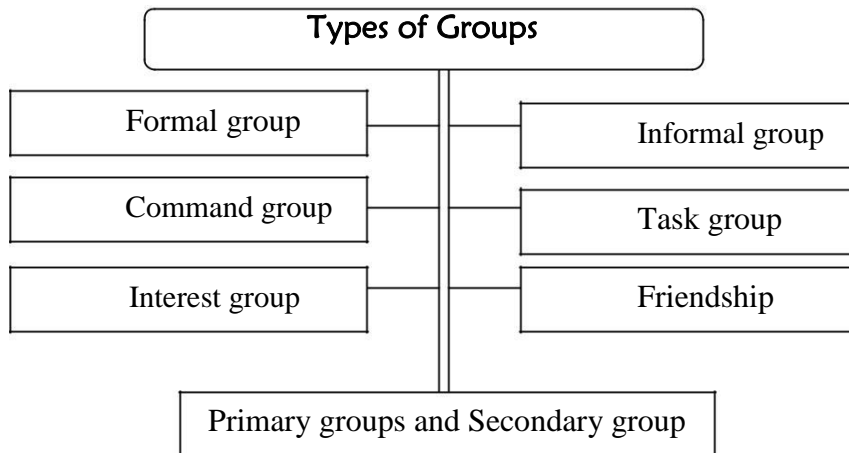 Types of Groups
Formal group
Informal group
Command group
Task group
Interest group
Friendship
Primary groups and Secondary group